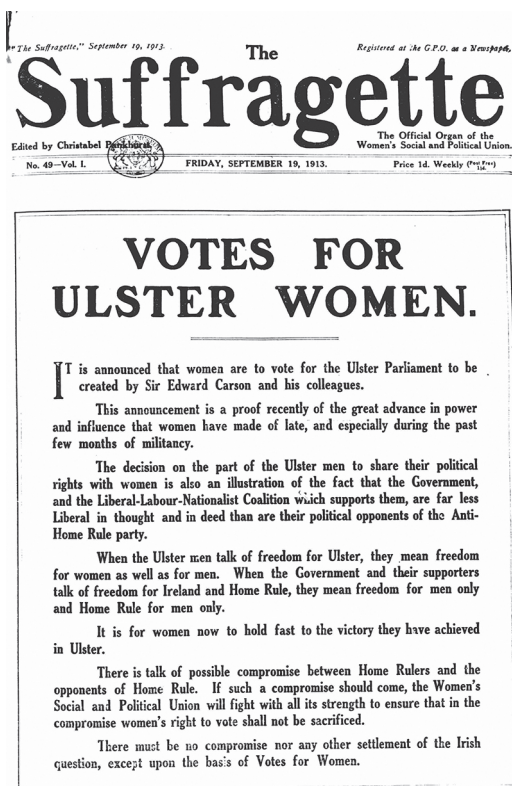 "The Suffragette," September 19, 1913.
Registered at the G.P.O. as a Newspaper,
The
Suffragette
Edited by Christabel Pankhurst.
The Official Organ of the
Women's Social and Political Union.
No. 49—Vol. I.
FRIDAY, SEPTEMBER 19, 1913.
Price 1d. Weekly (Post Free 1½d.)
VOTES FOR
ULSTER WOMEN.
IT is announced that women are to vote for the Ulster Parliament to be
created by Sir Edward Carson and his colleagues.
This announcement is a proof recently of the great advance in power
and influence that women have made of late, and especially during the past
few months of militancy.
The decision on the part of the Ulster men to share their political
rights with women is also an illustration of the fact that the Government,
and the Liberal-Labour-Nationalist Coalition which supports them, are far less
Liberal in thought and in deed than are their political opponents of the Anti-
Home Rule party.
When the Ulster men talk of freedom for Ulster, they mean freedom
for women as well as for men. When the Government and their supporters
talk of freedom for Ireland and Home Rule, they mean freedom for men only
and Home Rule for men only.
It is for women now to hold fast to the victory they have achieved
in Ulster.
There is talk of possible compromise between Home Rulers and the
opponents of Home Rule. If such a compromise should come, the Women's
Social and Political Union will fight with all its strength to ensure that in the
compromise women's right to vote shall not be sacrificed.
There must be no compromise nor any other settlement of the Irish
question, except upon the basis of Votes for Women.